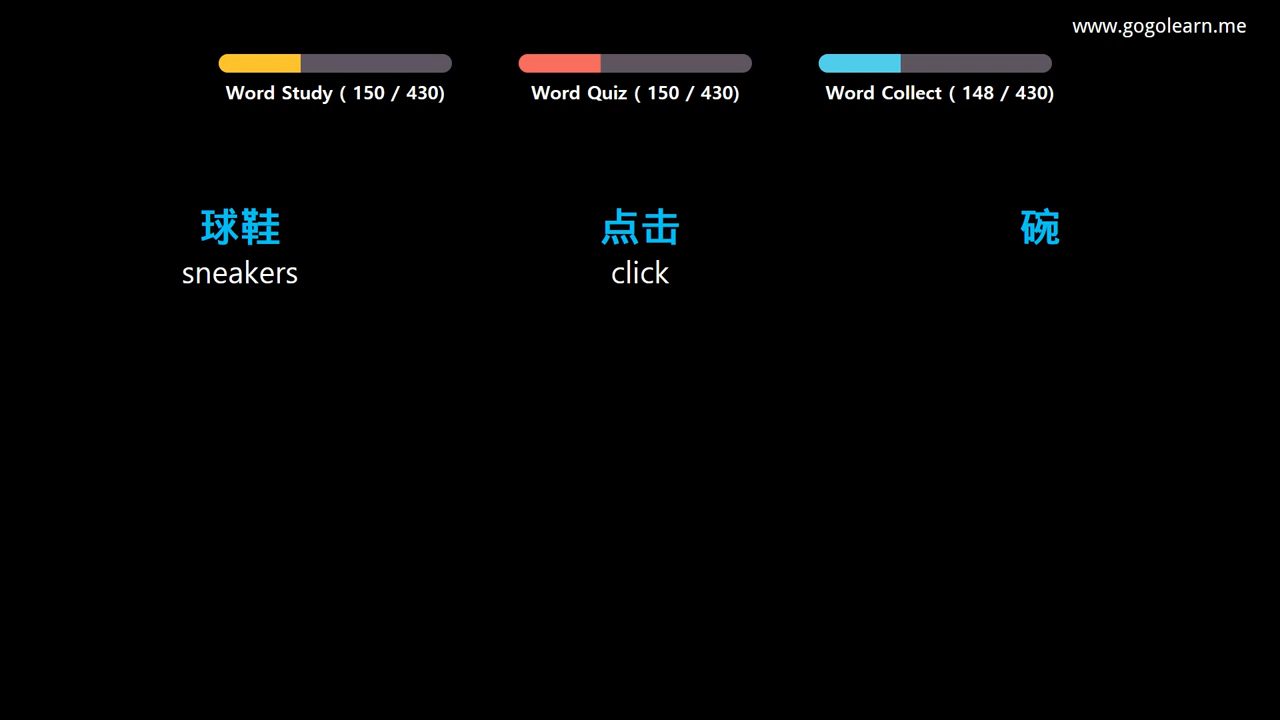 www.gogolearn.me
Word Study ( 150 / 430)
Word Quiz ( 150 / 430)
Word Collect ( 148 / 430)
球鞋
点击
碗
sneakers
click